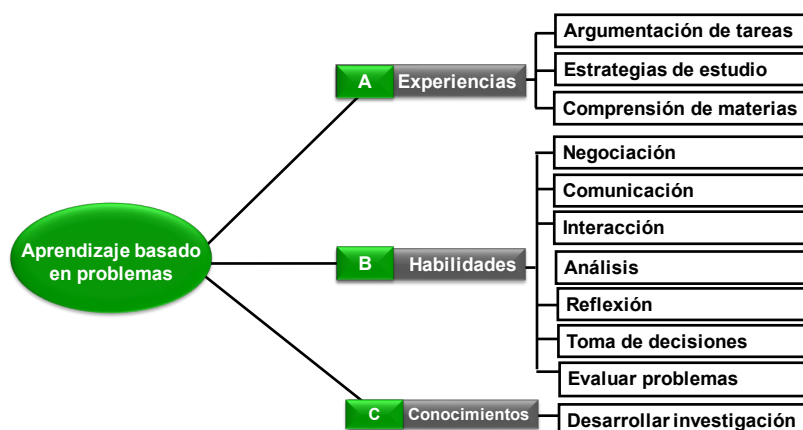 Aprendizaje basado
en problemas
A
Experiencias
Argumentación de tareas
Estrategias de estudio
Comprensión de materias
B
Habilidades
Negociación
Comunicación
Interacción
Análisis
Reflexión
Toma de decisiones
Evaluar problemas
C
Conocimientos
Desarrollar investigación